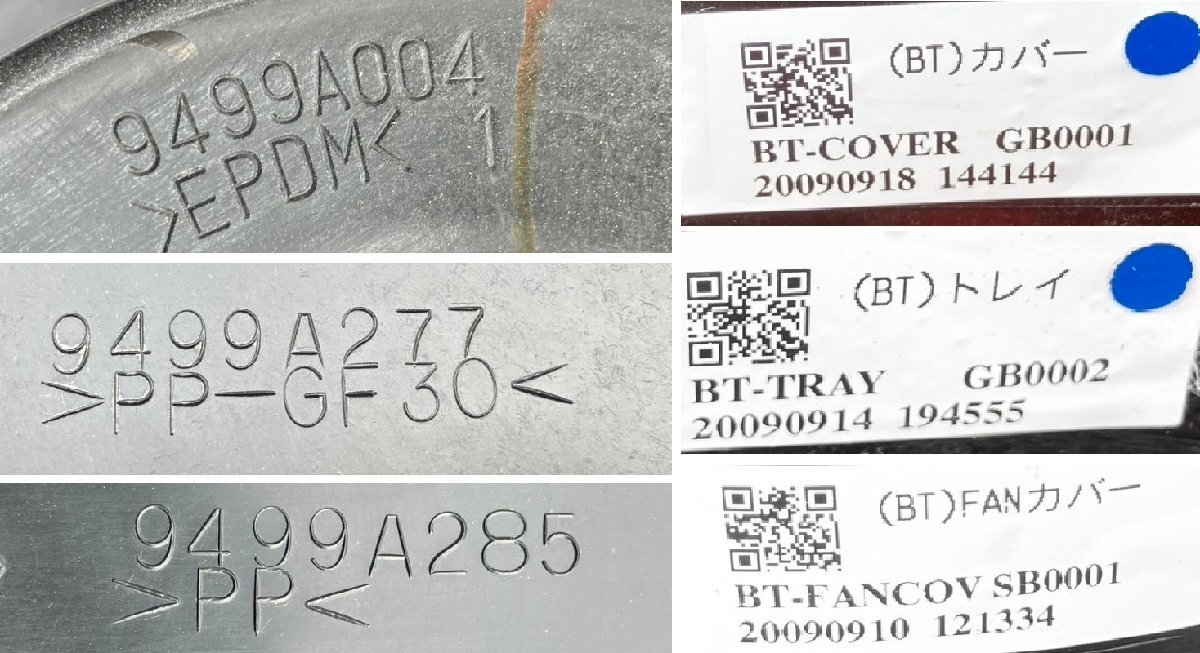 9499A004
>EPDM< 1
9499A277
>PP-GF30<
9499A285
>PP<
(BT)カバー
BT-COVER GB0001
20090918 144144
(BT)トレイ
BT-TRAY GB0002
20090914 194555
(BT)FANカバー
BT-FANCOV SB0001
20090910 121334